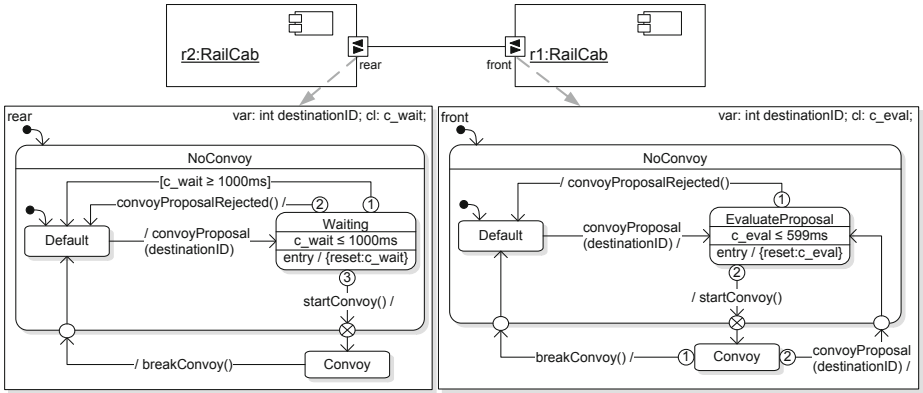 r2:RailCab
rear
front
r1:RailCab
rear
var: int destinationID; cl: c_wait;
NoConvoy
[c_wait ≥ 1000ms]
convoyProposalRejected() /
2
1
Default
/ convoyProposal
(destinationID)
Waiting
c_wait ≤ 1000ms
entry / {reset:c_wait}
3
startConvoy() /
/ breakConvoy()
Convoy
front
var: int destinationID; cl: c_eval;
NoConvoy
/ convoyProposalRejected()
1
Default
convoyProposal
(destinationID) /
EvaluateProposal
c_eval ≤ 599ms
entry / {reset:c_eval}
2
/ startConvoy()
breakConvoy() /
1
Convoy
2
convoyProposal
(destinationID) /